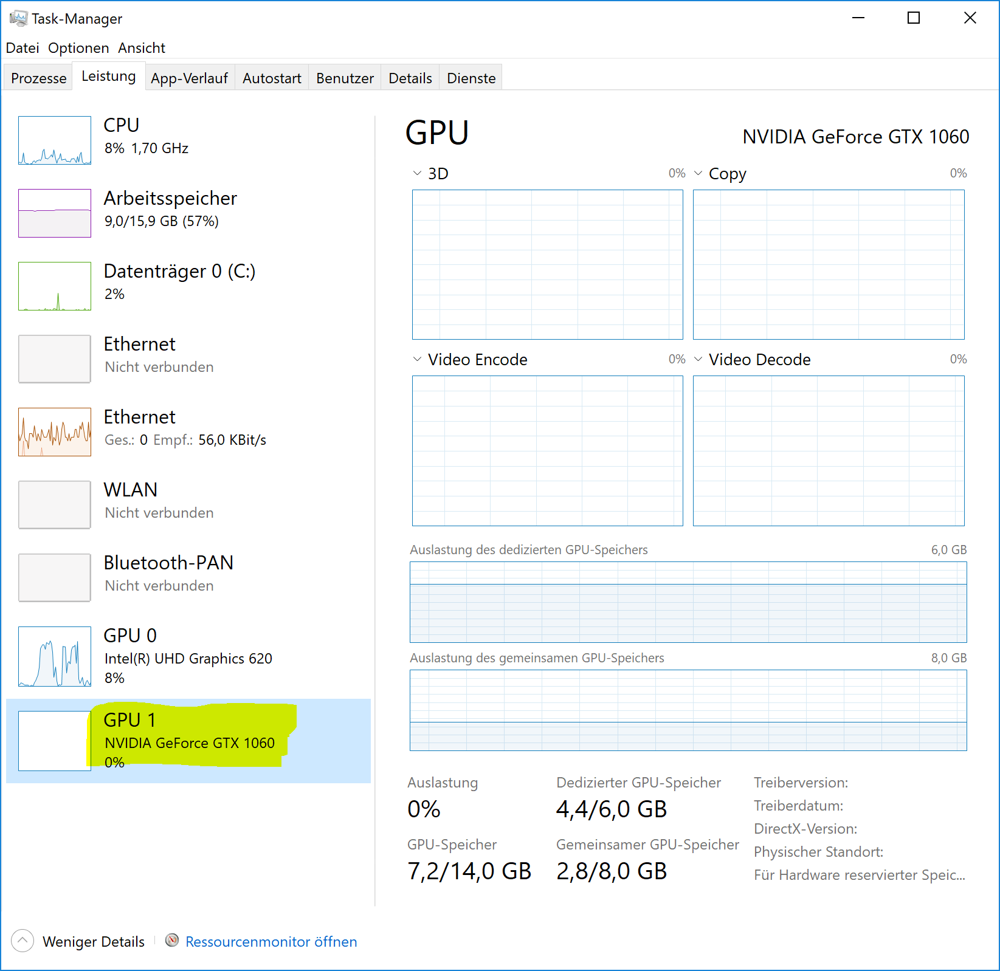 Task-Manager
Datei Optionen Ansicht
Prozesse Leistung App-Verlauf Autostart Benutzer Details Dienste
CPU
8% 1,70 GHz
Arbeitsspeicher
9,0/15,9 GB (57%)
Datenträger 0 (C:)
2%
Ethernet
Nicht verbunden
Ethernet
Ges.: 0 Empf.: 56,0 KBit/s
WLAN
Nicht verbunden
Bluetooth-PAN
Nicht verbunden
GPU 0
Intel(R) UHD Graphics 620
8%
GPU 1
NVIDIA GeForce GTX 1060
0%
GPU NVIDIA GeForce GTX 1060
3D 0% Copy 0%
Video Encode 0% Video Decode 0%
Auslastung des dedizierten GPU-Speichers 6,0 GB
Auslastung des gemeinsamen GPU-Speichers 8,0 GB
Auslastung
0%
Dedizierter GPU-Speicher
4,4/6,0 GB
GPU-Speicher
7,2/14,0 GB
Gemeinsamer GPU-Speicher
2,8/8,0 GB
Treiberversion:
Treiberdatum:
DirectX-Version:
Physischer Standort:
Für Hardware reservierter Speic...
Weniger Details Ressourcenmonitor öffnen